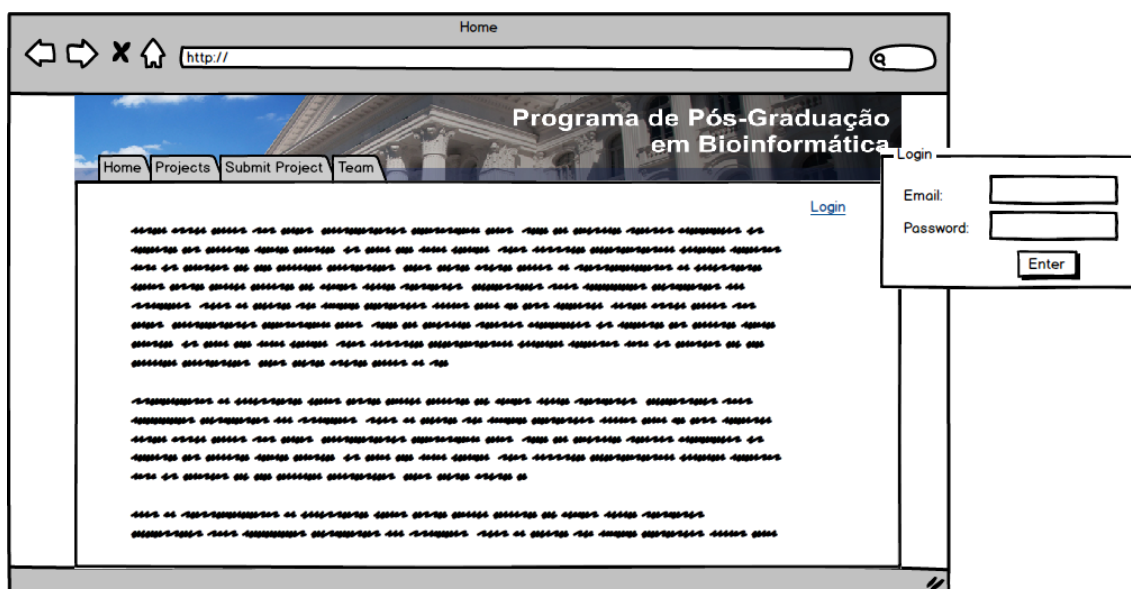 Home
http://
Programa de Pós-Graduação
em Bioinformática
Home Projects Submit Project Team
Login
Login
Email:
Password:
Enter